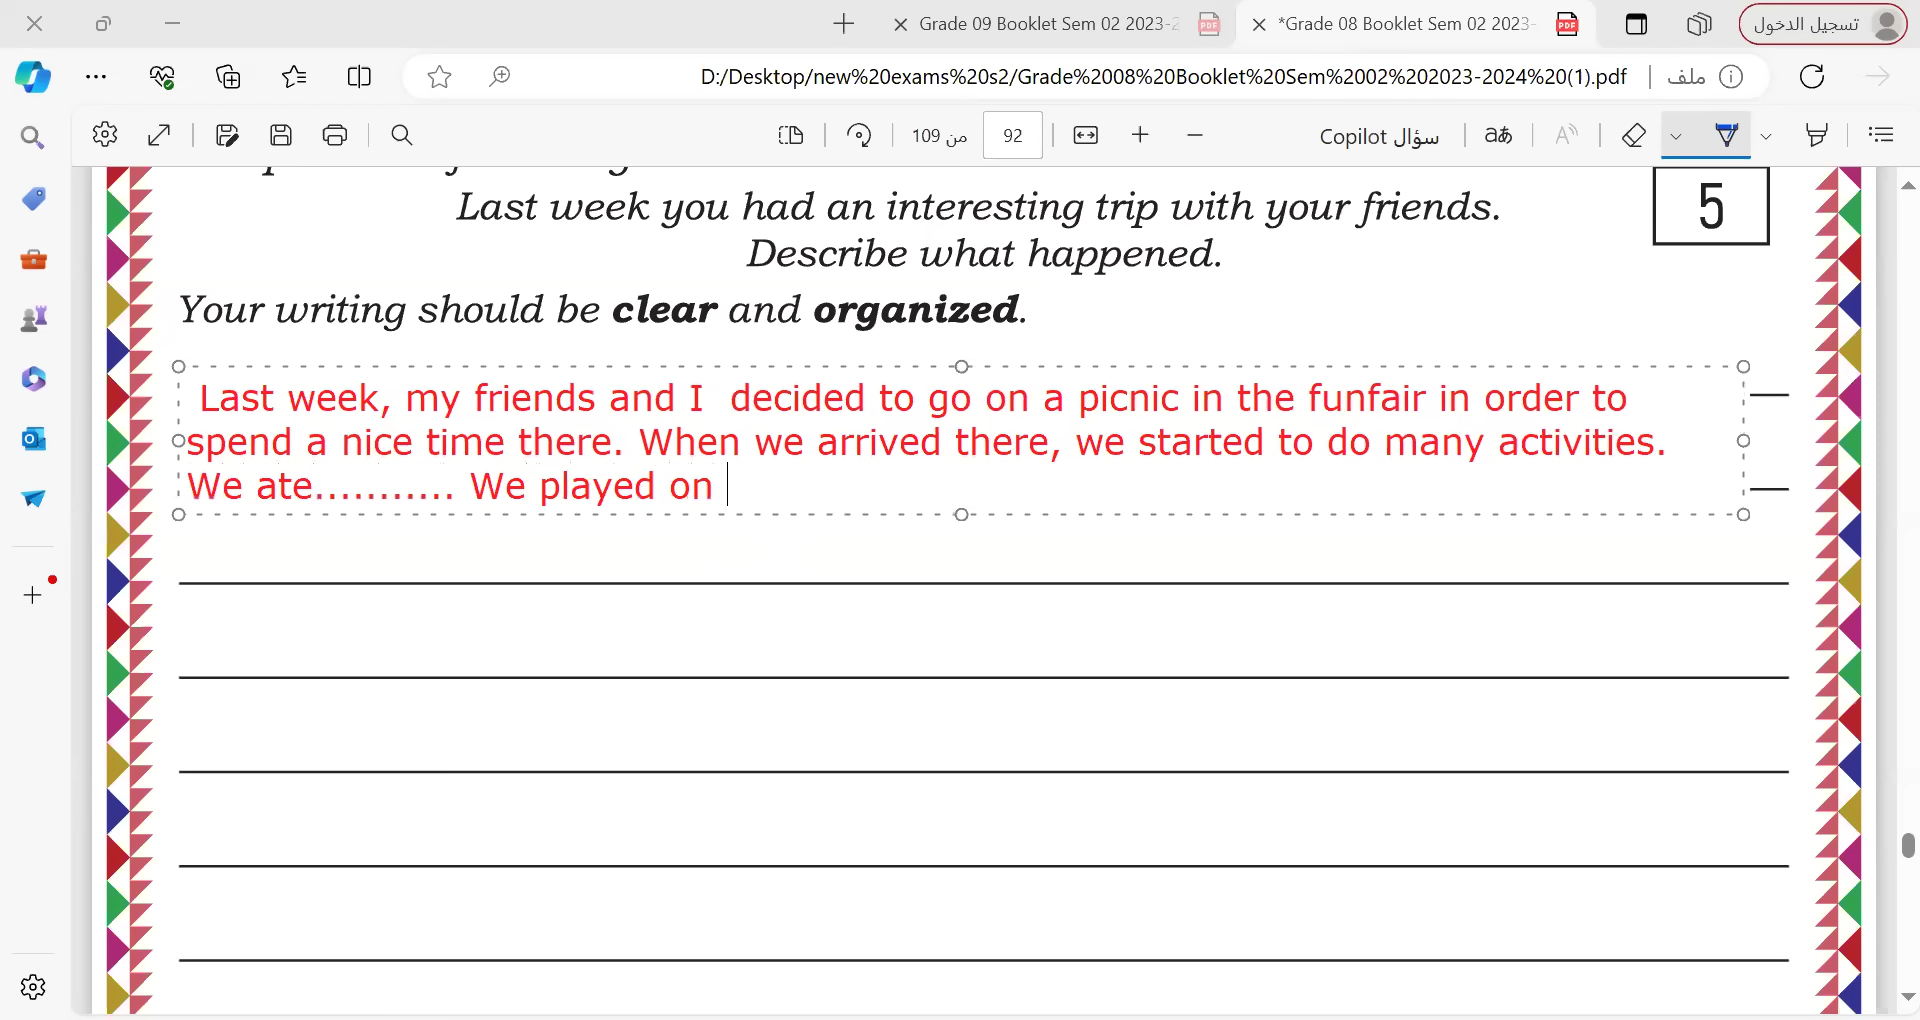 Grade 09 Booklet Sem 02 2023-2
*Grade 08 Booklet Sem 02 2023-
تسجيل الدخول
D:/Desktop/new%20exams%20s2/Grade%2008%20Booklet%20Sem%2002%202023-2024%20(1).pdf
ملف
من 109
92
سؤال Copilot
aあ
Last week you had an interesting trip with your friends.
5
Describe what happened.
Your writing should be clear and organized.
Last week, my friends and I decided to go on a picnic in the funfair in order to
spend a nice time there. When we arrived there, we started to do many activities.
We ate........... We played on